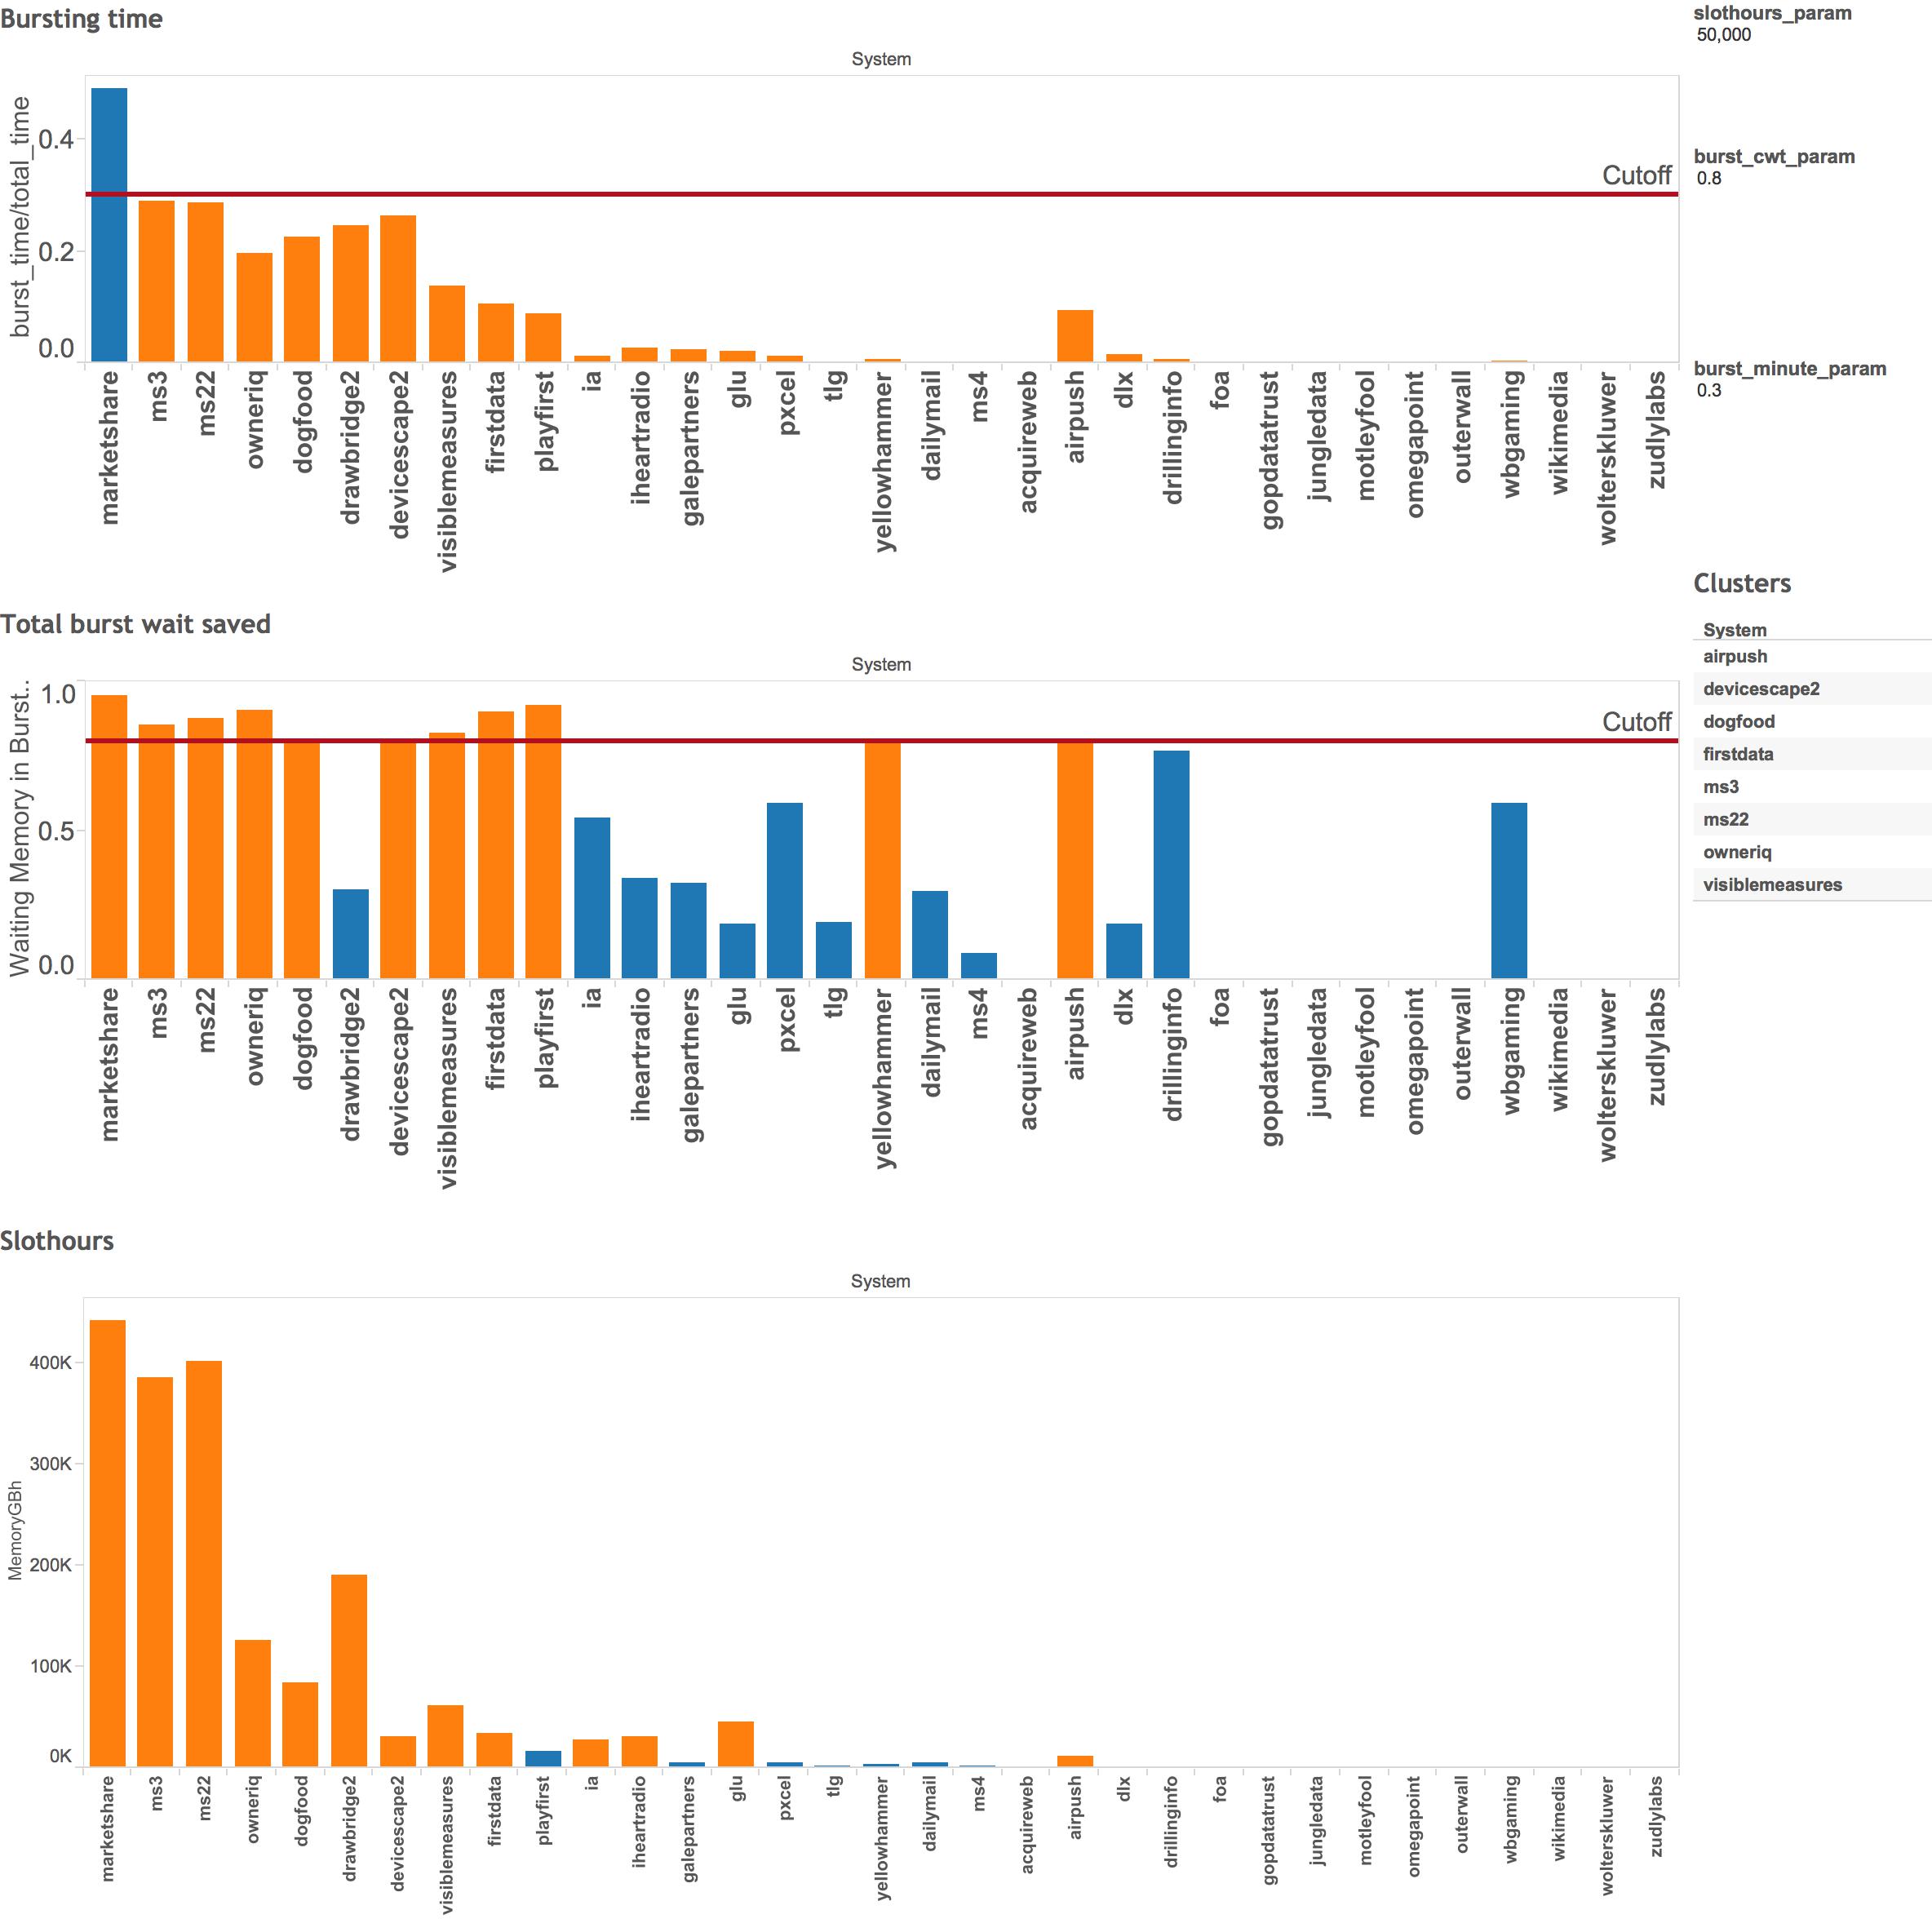 Bursting time
System
burst_time/total_time
0.4
0.2
0.0
Cutoff
marketshare
ms3
ms22
owneriq
dogfood
drawbridge2
devicescape2
visiblemeasures
firstdata
playfirst
ia
iheartradio
galepartners
glu
pxcel
tlg
yellowhammer
dailymail
ms4
acquireweb
airpush
dlx
drillinginfo
foa
gopdatatrust
jungledata
motleyfool
omegapoint
outerwall
wbgaming
wikimedia
wolterskluwer
zudlylabs
slothours_param
50,000
burst_cwt_param
0.8
burst_minute_param
0.3
Total burst wait saved
System
Waiting Memory in Burst..
1.0
0.5
0.0
Cutoff
marketshare
ms3
ms22
owneriq
dogfood
drawbridge2
devicescape2
visiblemeasures
firstdata
playfirst
ia
iheartradio
galepartners
glu
pxcel
tlg
yellowhammer
dailymail
ms4
acquireweb
airpush
dlx
drillinginfo
foa
gopdatatrust
jungledata
motleyfool
omegapoint
outerwall
wbgaming
wikimedia
wolterskluwer
zudlylabs
Clusters
System
airpush
devicescape2
dogfood
firstdata
ms3
ms22
owneriq
visiblemeasures
Slothours
System
MemoryGBh
400K
300K
200K
100K
0K
marketshare
ms3
ms22
owneriq
dogfood
drawbridge2
devicescape2
visiblemeasures
firstdata
playfirst
ia
iheartradio
galepartners
glu
pxcel
tlg
yellowhammer
dailymail
ms4
acquireweb
airpush
dlx
drillinginfo
foa
gopdatatrust
jungledata
motleyfool
omegapoint
outerwall
wbgaming
wikimedia
wolterskluwer
zudlylabs